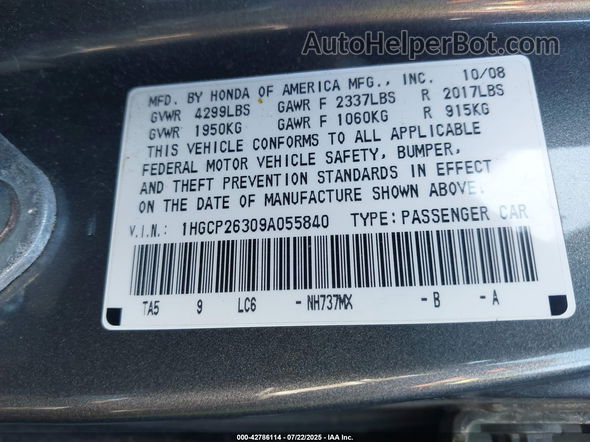 AutoHelperBot.com
MFD. BY HONDA OF AMERICA MFG., INC. 10/08
GVWR 4299LBS GAWR F 2337LBS R 2017LBS
GVWR 1950KG GAWR F 1060KG R 915KG
THIS VEHICLE CONFORMS TO ALL APPLICABLE
FEDERAL MOTOR VEHICLE SAFETY, BUMPER,
AND THEFT PREVENTION STANDARDS IN EFFECT
ON THE DATE OF MANUFACTURE SHOWN ABOVE.
V.I.N.: 1HGCP26309A055840 TYPE: PASSENGER CAR
TA5 9 LC6 - NH737MX - B - A
000-42786114 - 07/22/2025 - IAA Inc.